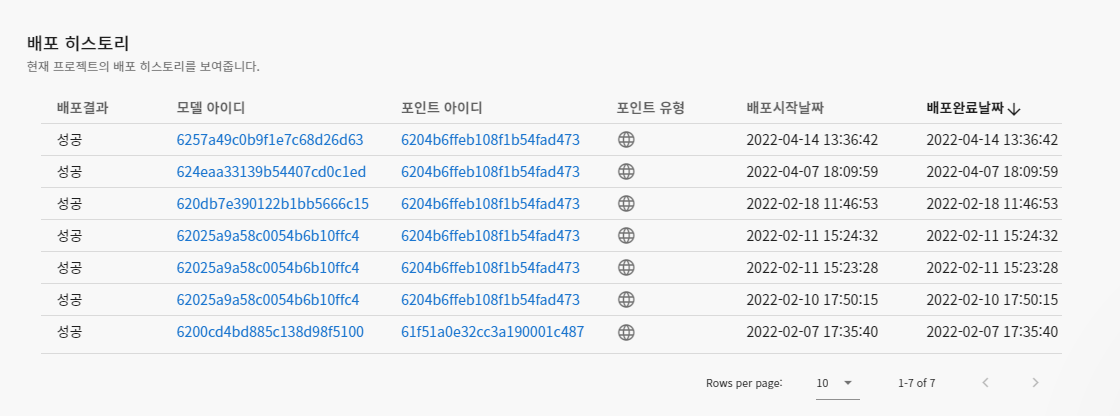 배포 히스토리
현재 프로젝트의 배포 히스토리를 보여줍니다.
배포결과 모델 아이디 포인트 아이디 포인트 유형 배포시작날짜 배포완료날짜
성공 6257a49c0b9f1e7c68d26d63 6204b6ffeb108f1b54fad473 2022-04-14 13:36:42 2022-04-14 13:36:42
성공 624eaa33139b54407cd0c1ed 6204b6ffeb108f1b54fad473 2022-04-07 18:09:59 2022-04-07 18:09:59
성공 620db7e390122b1bb5666c15 6204b6ffeb108f1b54fad473 2022-02-18 11:46:53 2022-02-18 11:46:53
성공 62025a9a58c0054b6b10ffc4 6204b6ffeb108f1b54fad473 2022-02-11 15:24:32 2022-02-11 15:24:32
성공 62025a9a58c0054b6b10ffc4 6204b6ffeb108f1b54fad473 2022-02-11 15:23:28 2022-02-11 15:23:28
성공 62025a9a58c0054b6b10ffc4 6204b6ffeb108f1b54fad473 2022-02-10 17:50:15 2022-02-10 17:50:15
성공 6200cd4bd885c138d98f5100 61f51a0e32cc3a190001c487 2022-02-07 17:35:40 2022-02-07 17:35:40
Rows per page: 10 1-7 of 7